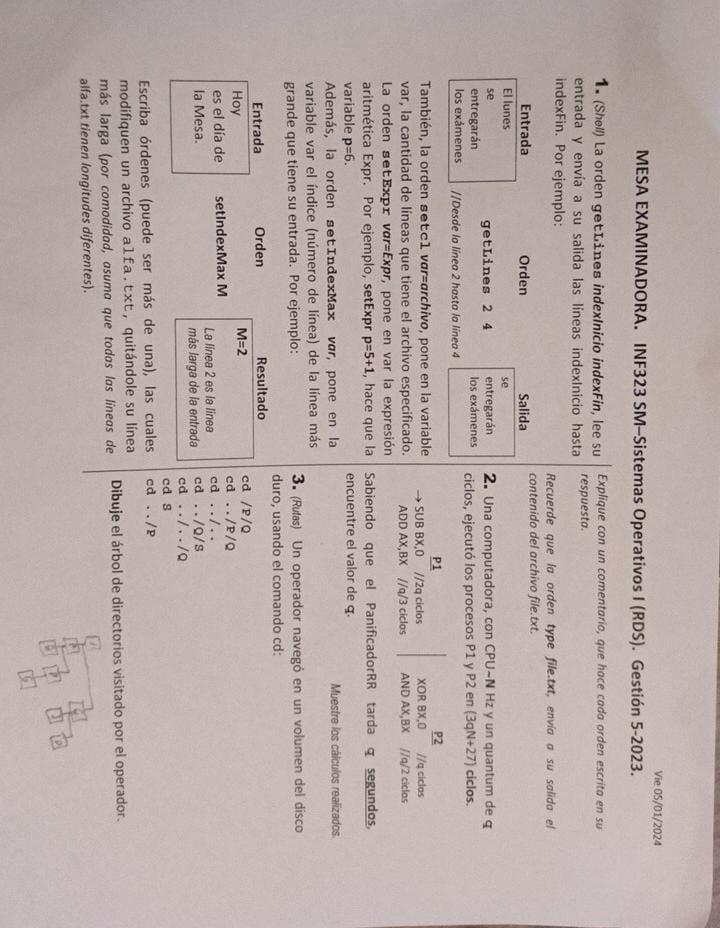 Vie 05/01/2024
MESA EXAMINADORA. INF323 SM–Sistemas Operativos I (RDS). Gestión 5-2023.
1. (Shell) La orden getLines indexInicio indexFin, lee su
entrada y envía a su salida las líneas indexInicio hasta
indexFin. Por ejemplo:
Entrada Orden Salida
El lunes
se
entregarán
los exámenes
getLines 2 4
//Desde la línea 2 hasta la línea 4
se
entregarán
los exámenes
También, la orden setcl var=archivo, pone en la variable
var, la cantidad de líneas que tiene el archivo especificado.
La orden setExpr var=Expr, pone en var la expresión
aritmética Expr. Por ejemplo, setExpr p=5+1, hace que la
variable p=6.
Además, la orden setIndexMax var, pone en la
variable var el índice (número de línea) de la línea más
grande que tiene su entrada. Por ejemplo:
Entrada Orden Resultado
Hoy
es el día de
la Mesa.
setIndexMax M
M=2
La línea 2 es la línea
más larga de la entrada
Escriba órdenes (puede ser más de una), las cuales
modifiquen un archivo alfa.txt, quitándole su línea
más larga (por comodidad, asuma que todas las líneas de
alfa.txt tienen longitudes diferentes).
Explique con un comentario, que hace cada orden escrita en su
respuesta.
Recuerde que la orden type file.txt, envía a su salida el
contenido del archivo file.txt.
2. Una computadora, con CPU~N Hz y un quantum de q
ciclos, ejecutó los procesos P1 y P2 en (3qN+27) ciclos.
P1 P2
→ SUB BX,0 //2q ciclos XOR BX,0 //q ciclos
ADD AX,BX //q/3 ciclos AND AX,BX //q/2 ciclos
Sabiendo que el PanificadorRR tarda q segundos,
encuentre el valor de q.
Muestre los cálculos realizados.
3. (Rutas) Un operador navegó en un volumen del disco
duro, usando el comando cd:
cd /P/Q
cd ../P/Q
cd ../..
cd ../Q/S
cd ../../Q
cd S
cd ../P
Dibuje el árbol de directorios visitado por el operador.